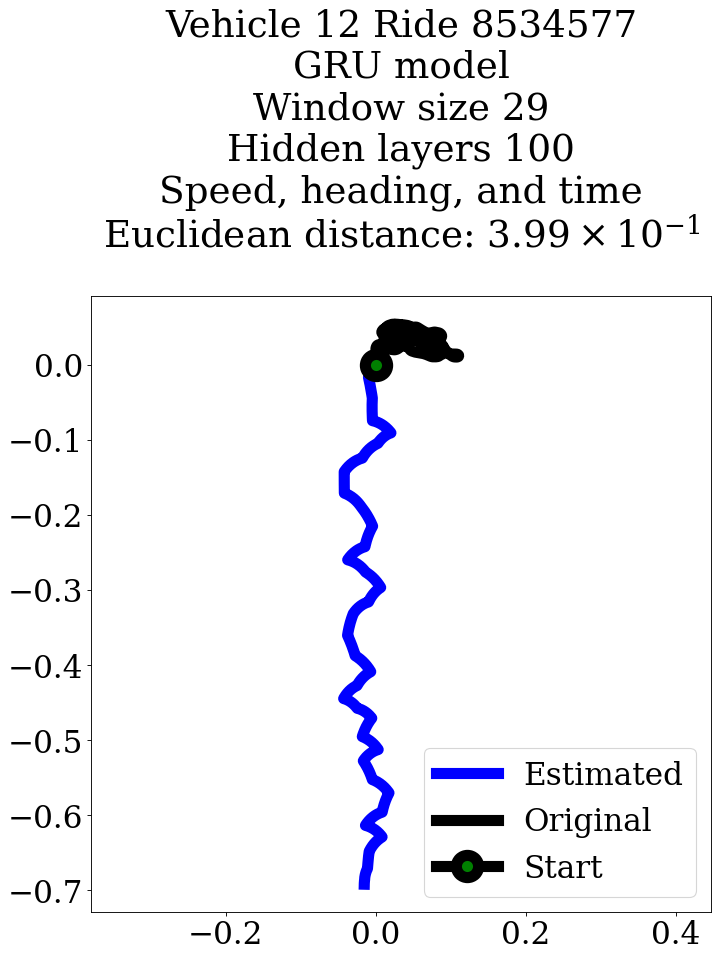 Vehicle 12 Ride 8534577
GRU model
Window size 29
Hidden layers 100
Speed, heading, and time
Euclidean distance: 3.99 × 10⁻¹
0.0
−0.1
−0.2
−0.3
−0.4
−0.5
−0.6
−0.7
Estimated
Original
Start
−0.2 0.0 0.2 0.4